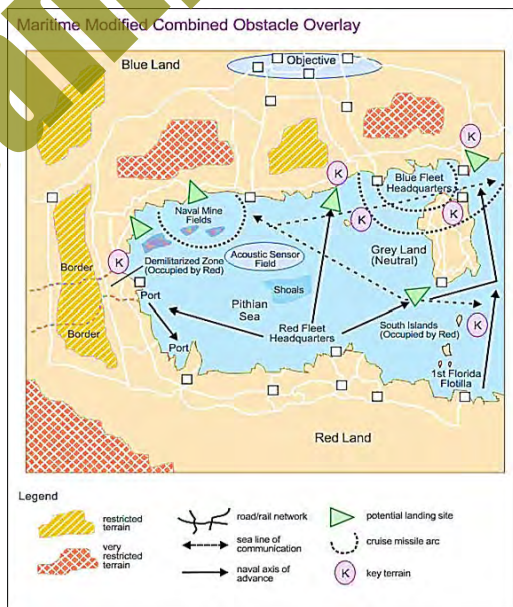 Maritime Modified Combined Obstacle Overlay
Blue Land
Objective
K
K
Blue Fleet
Headquarters
Naval Mine
Fields
K
K
Grey Land
(Neutral)
Acoustic Sensor
Field
Demilitarized Zone
(Occupied by Red)
K
Border
Shoals
Port
Pithian
Sea
Red Fleet
Headquarters
South Islands
(Occupied by Red)
K
Border
Port
1st Florida
Flotilla
Red Land
Legend
restricted
terrain
road/rail network
potential landing site
very
restricted
terrain
sea line of
communication
cruise missile arc
naval axis of
advance
K
key terrain